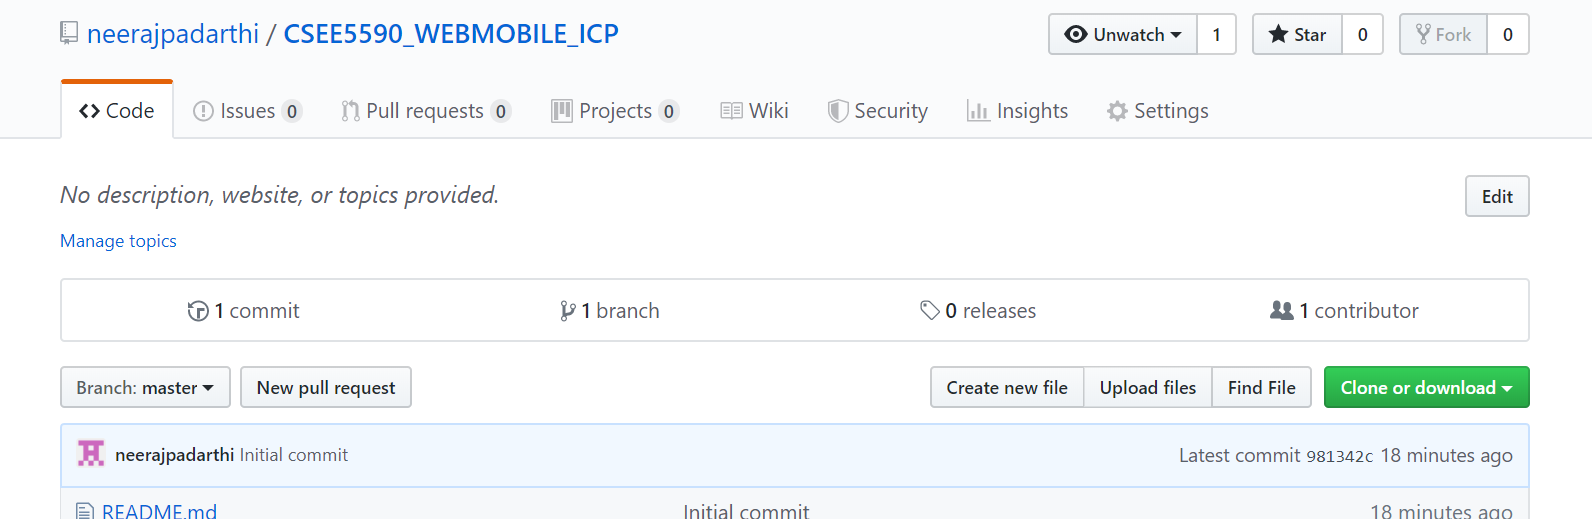 neerajpadarthi / CSEE5590_WEBMOBILE_ICP
Unwatch 1 Star 0 Fork 0
Code Issues 0 Pull requests 0 Projects 0 Wiki Security Insights Settings
No description, website, or topics provided.
Edit
Manage topics
1 commit 1 branch 0 releases 1 contributor
Branch: master New pull request Create new file Upload files Find File Clone or download
neerajpadarthi Initial commit Latest commit 981342c 18 minutes ago
README.md Initial commit 18 minutes ago